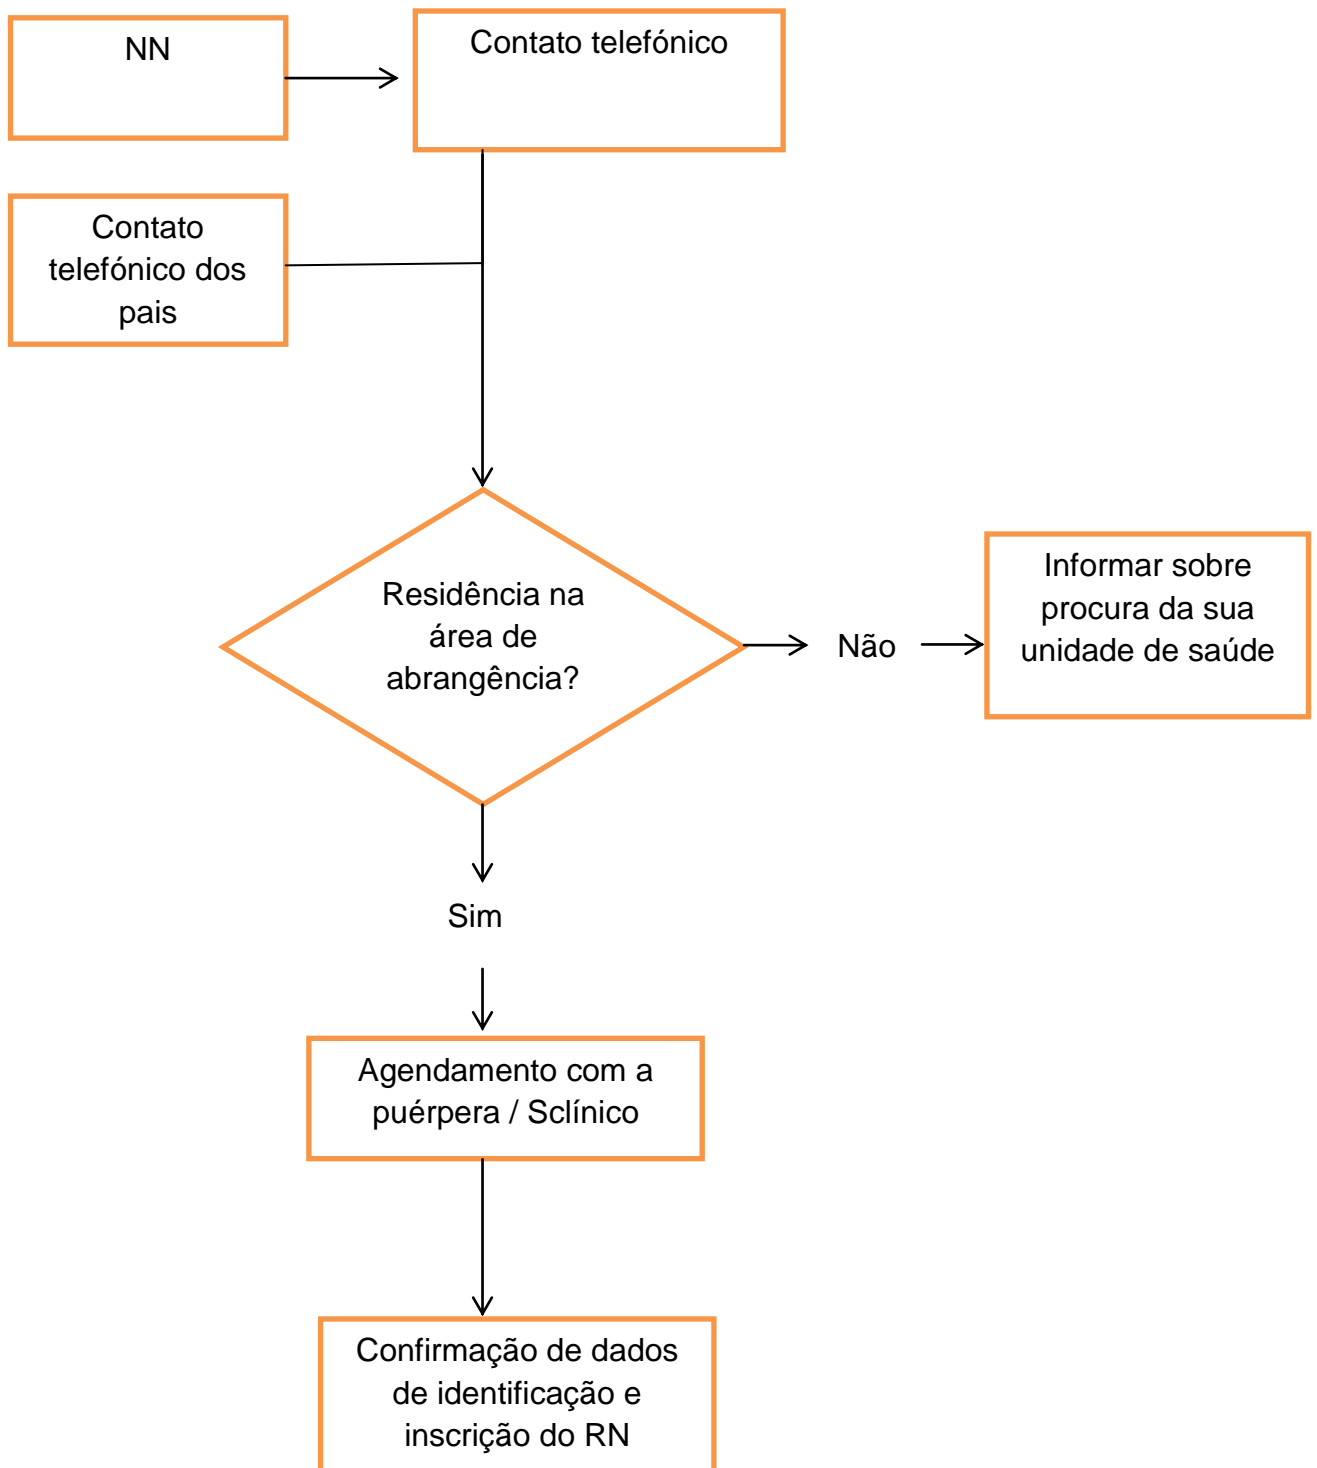 NN
Contato telefónico
Contato
telefónico dos
pais
Residência na
área de
abrangência?
Não
Informar sobre
procura da sua
unidade de saúde
Sim
Agendamento com a
puérpera / Sclínico
Confirmação de dados
de identificação e
inscrição do RN